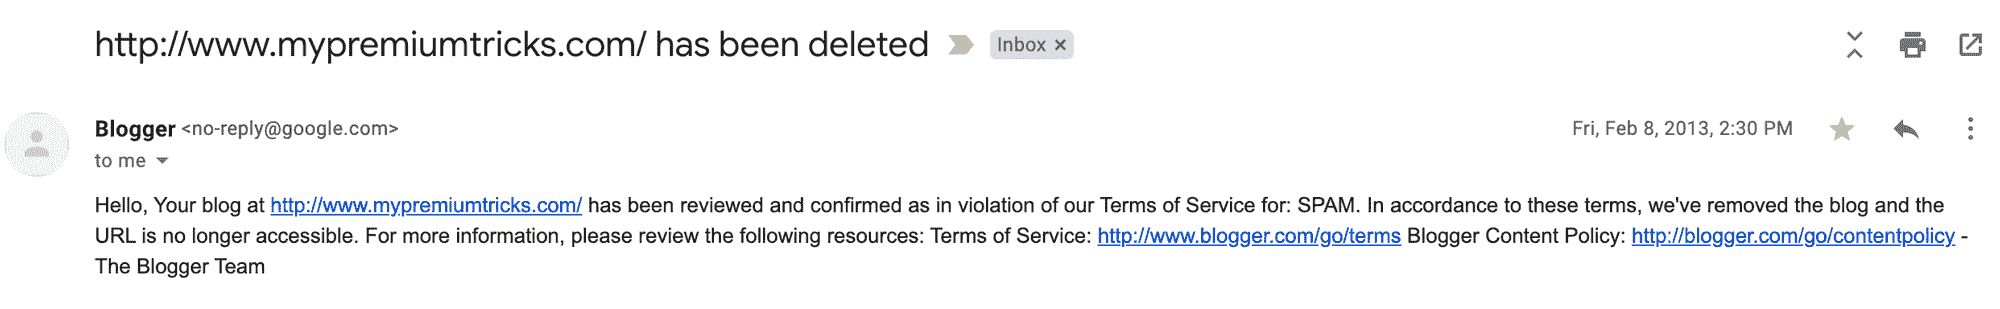 http://www.mypremiumtricks.com/ has been deleted Inbox ×
Blogger <no-reply@google.com> Fri, Feb 8, 2013, 2:30 PM
to me
Hello, Your blog at http://www.mypremiumtricks.com/ has been reviewed and confirmed as in violation of our Terms of Service for: SPAM. In accordance to these terms, we've removed the blog and the
URL is no longer accessible. For more information, please review the following resources: Terms of Service: http://www.blogger.com/go/terms Blogger Content Policy: http://blogger.com/go/contentpolicy -
The Blogger Team